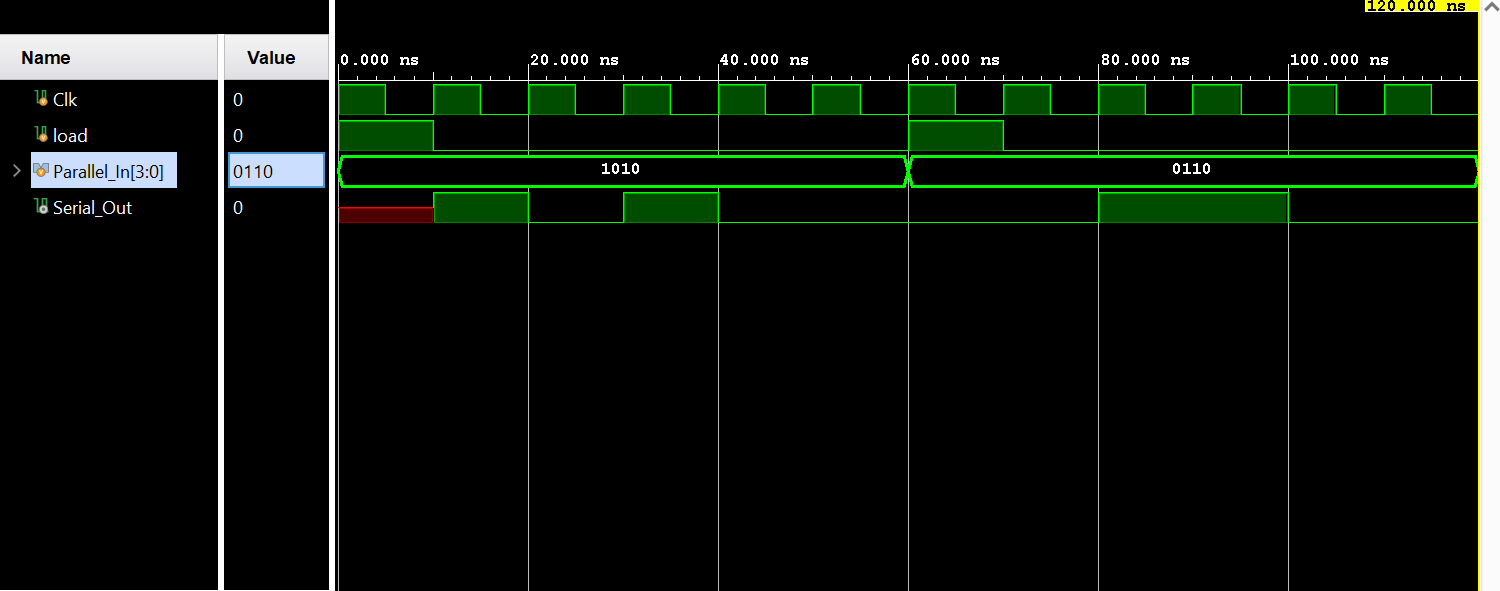 120.000 ns
Name Value
0.000 ns 20.000 ns 40.000 ns 60.000 ns 80.000 ns 100.000 ns
Clk 0
load 0
Parallel_In[3:0] 0110 1010 0110
Serial_Out 0